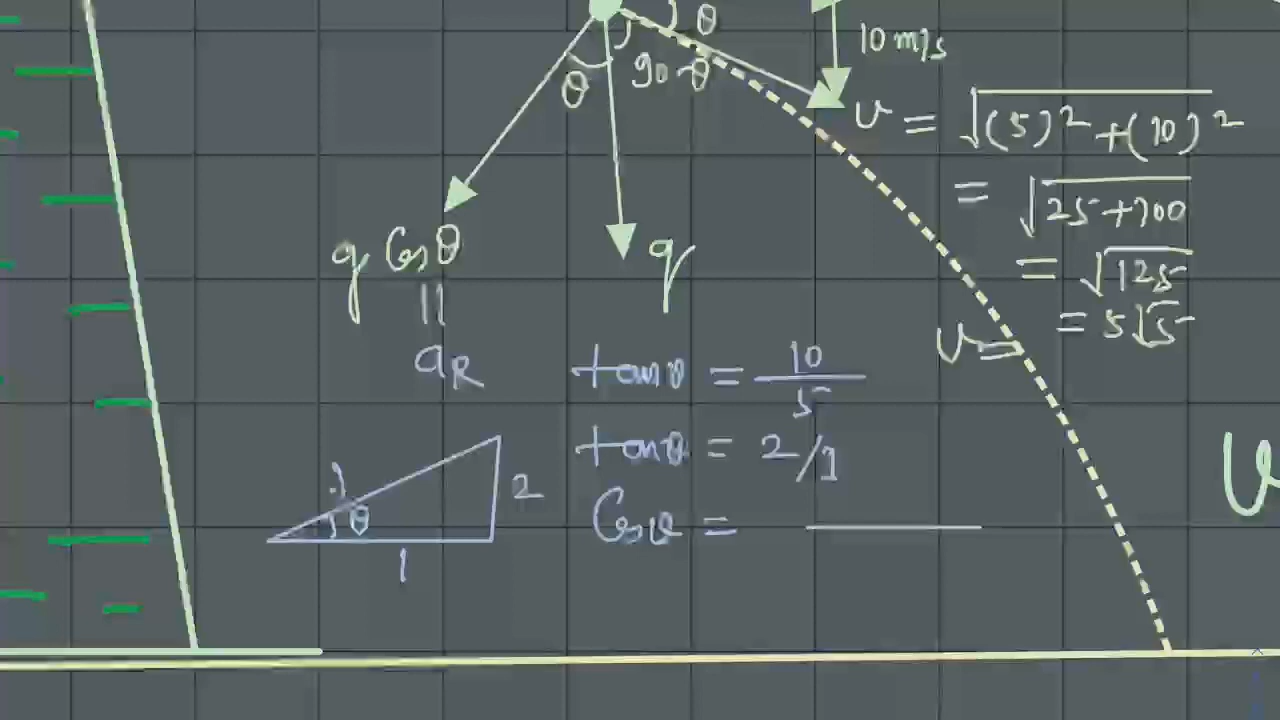 θ
10 m/s
θ
90-θ
v = √(5)² + (10)²
= √25+100
g Cosθ
g
= √125
= 5√5
||
v =
aR
tanθ = 10/5
tanθ = 2/1
2
θ
Cosθ =
1